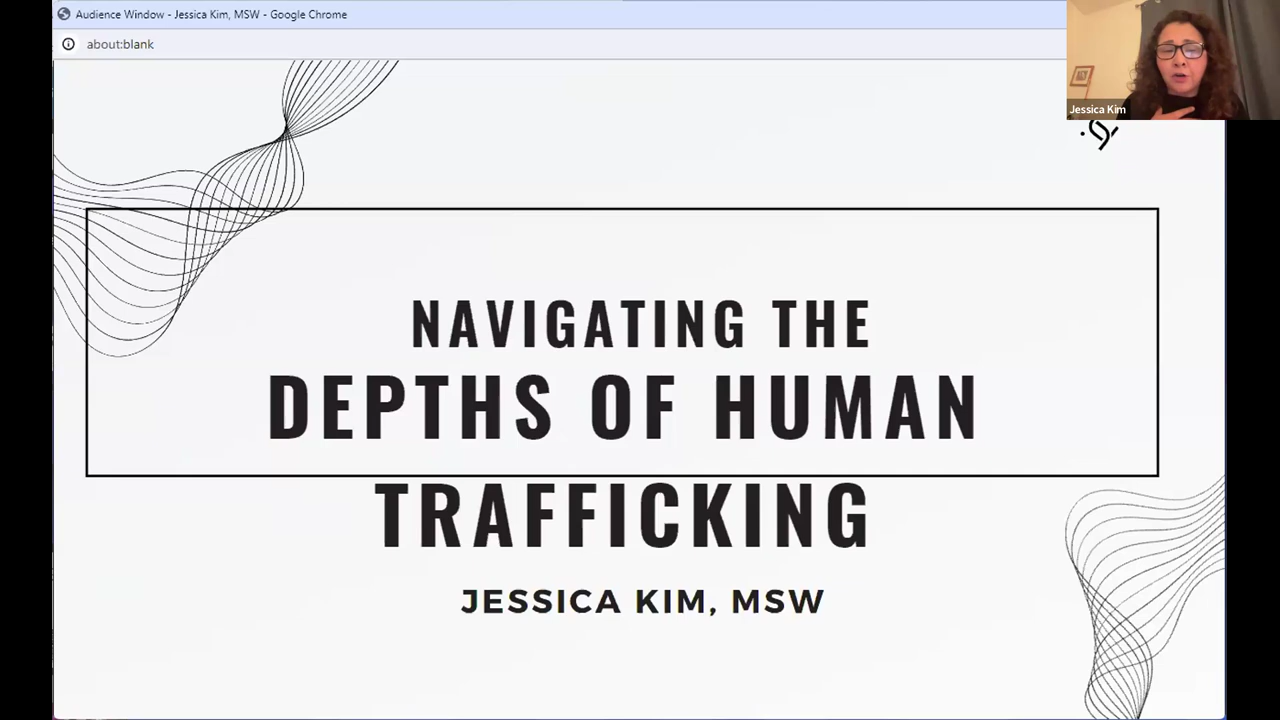 Audience Window - Jessica Kim, MSW - Google Chrome
about:blank
Jessica Kim
NAVIGATING THE
DEPTHS OF HUMAN
TRAFFICKING
JESSICA KIM, MSW